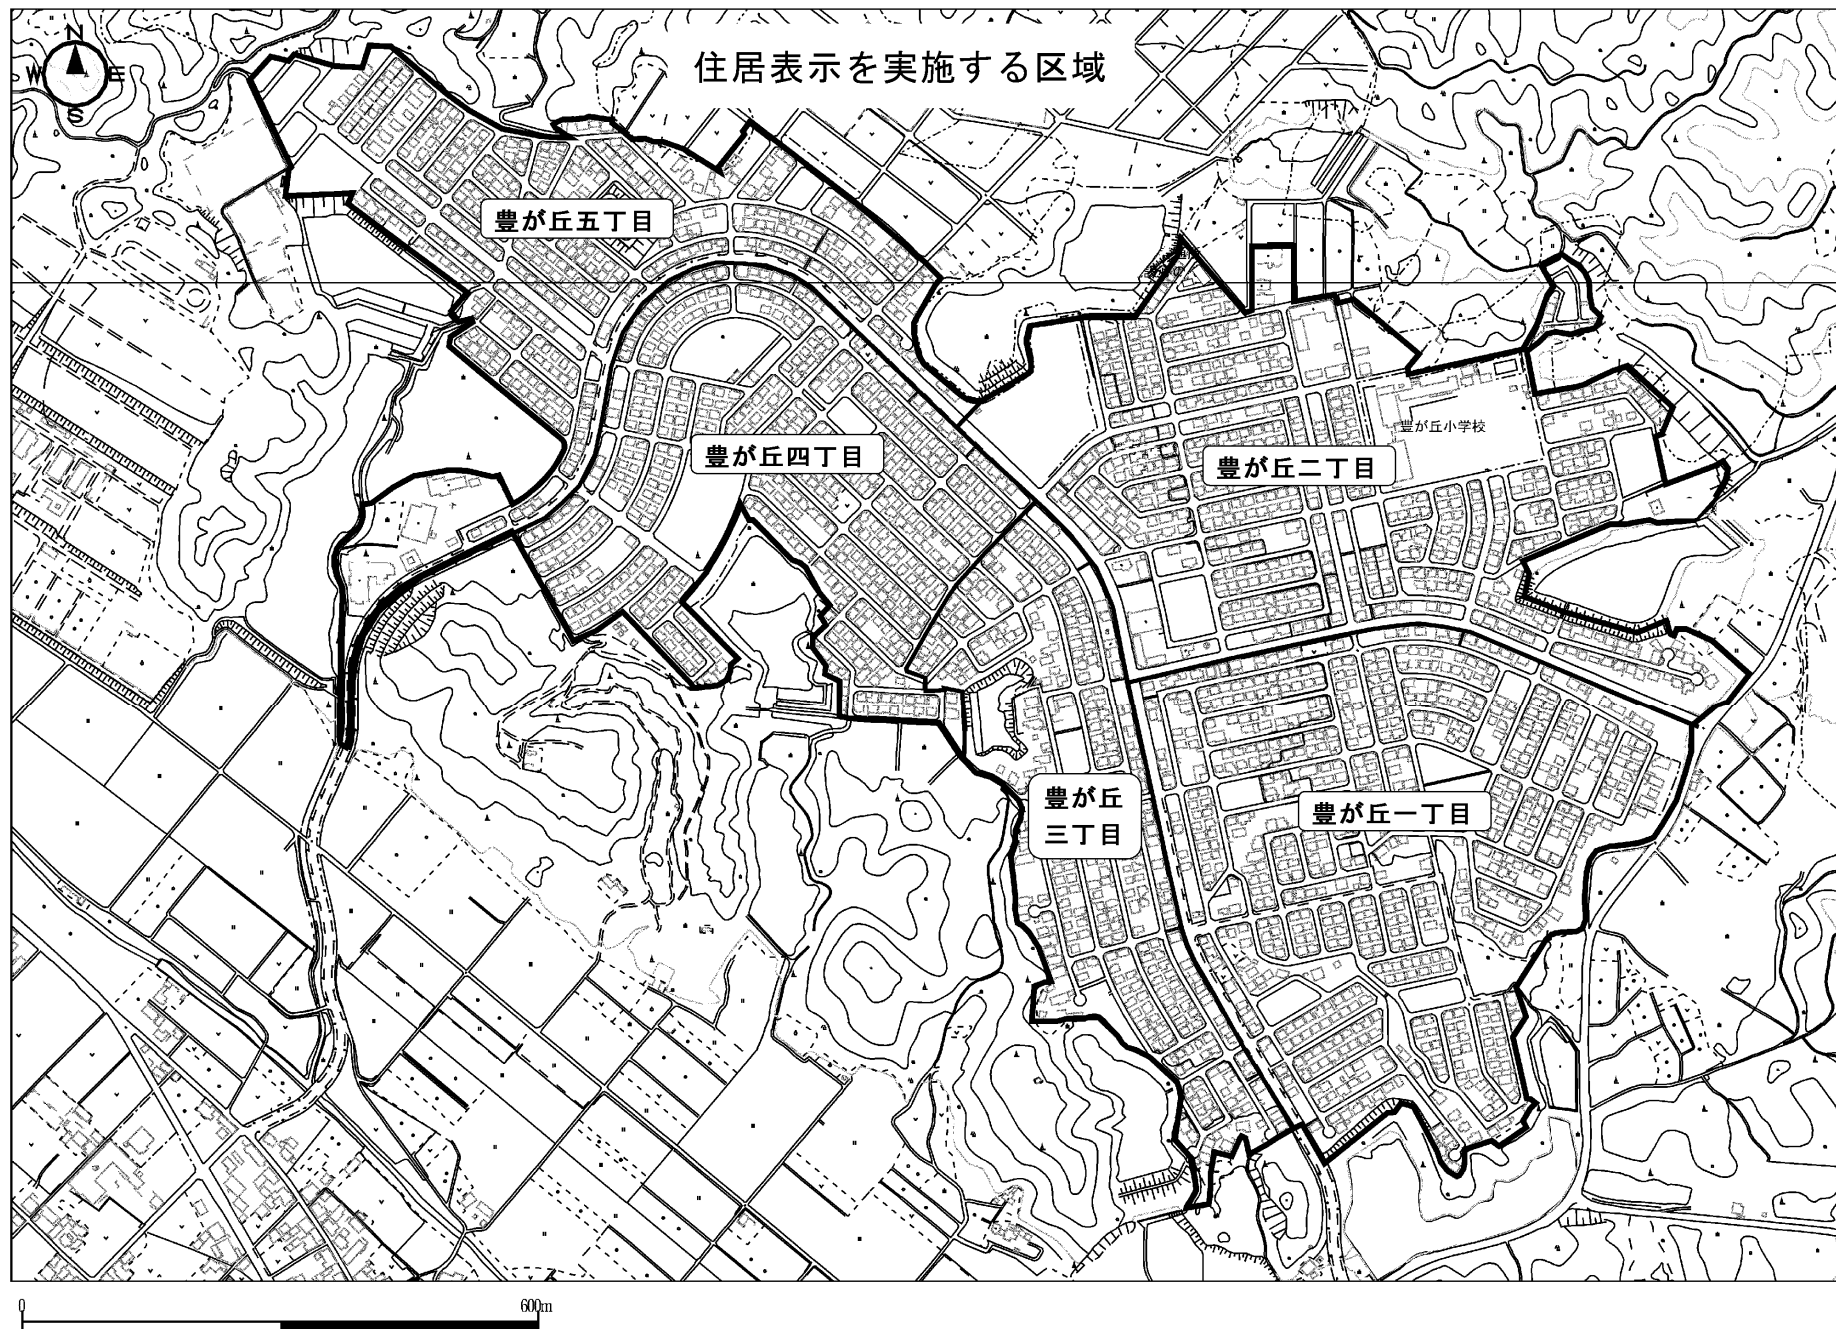 住居表示を実施する区域
N
W E
S
豊が丘五丁目
豊が丘小学校
豊が丘四丁目
豊が丘二丁目
豊が丘
三丁目
豊が丘一丁目
0 600m